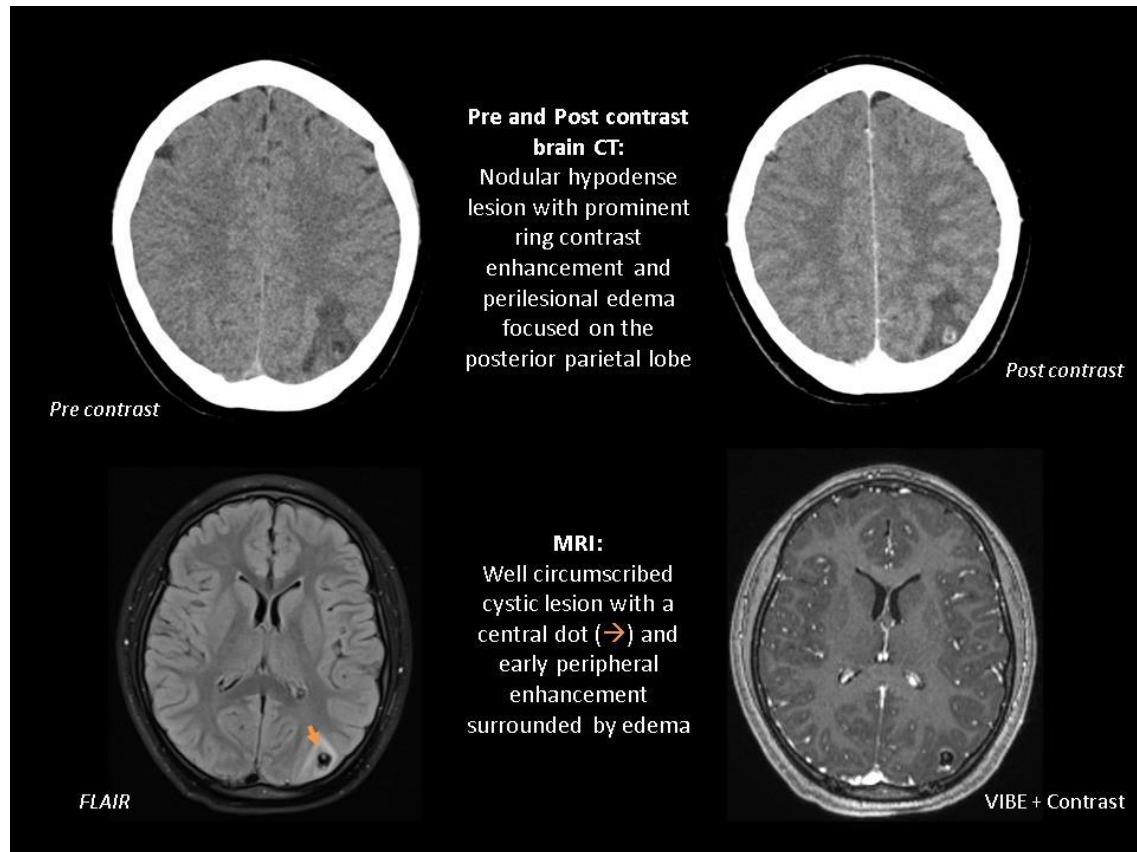 Pre and Post contrast
brain CT:
Nodular hypodense
lesion with prominent
ring contrast
enhancement and
perilesional edema
focused on the
posterior parietal lobe
Pre contrast
Post contrast
MRI:
Well circumscribed
cystic lesion with a
central dot (→) and
early peripheral
enhancement
surrounded by edema
FLAIR
VIBE + Contrast